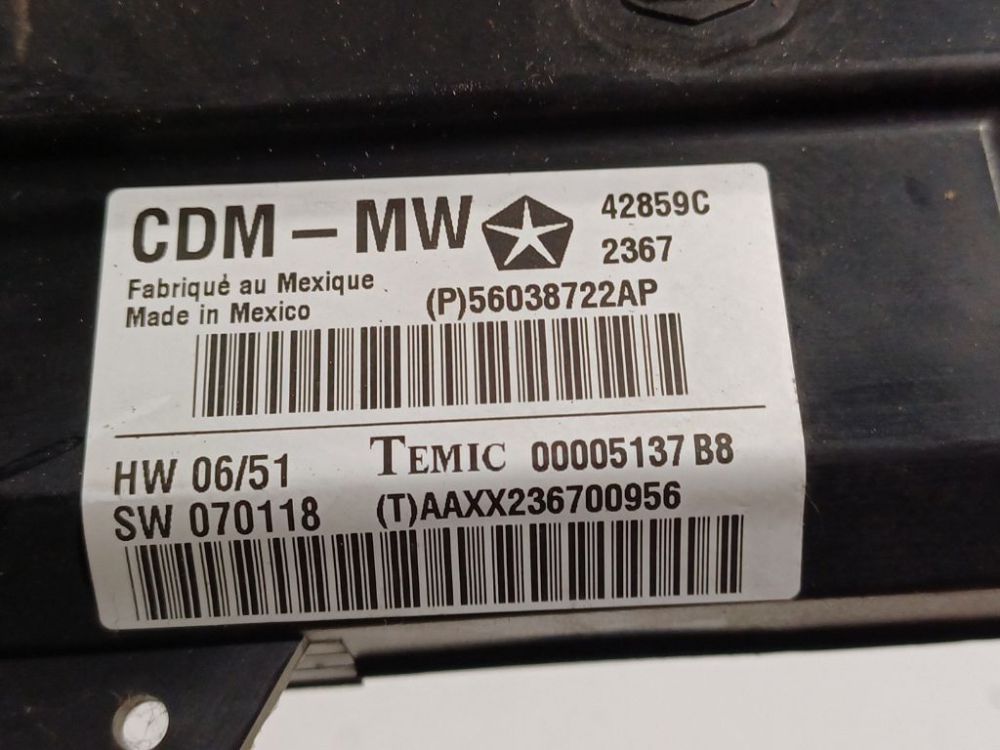 CDM – MW
42859C
2367
Fabriqué au Mexique
Made in Mexico
(P)56038722AP
HW 06/51
TEMIC 00005137 B8
SW 070118
(T)AAXX236700956